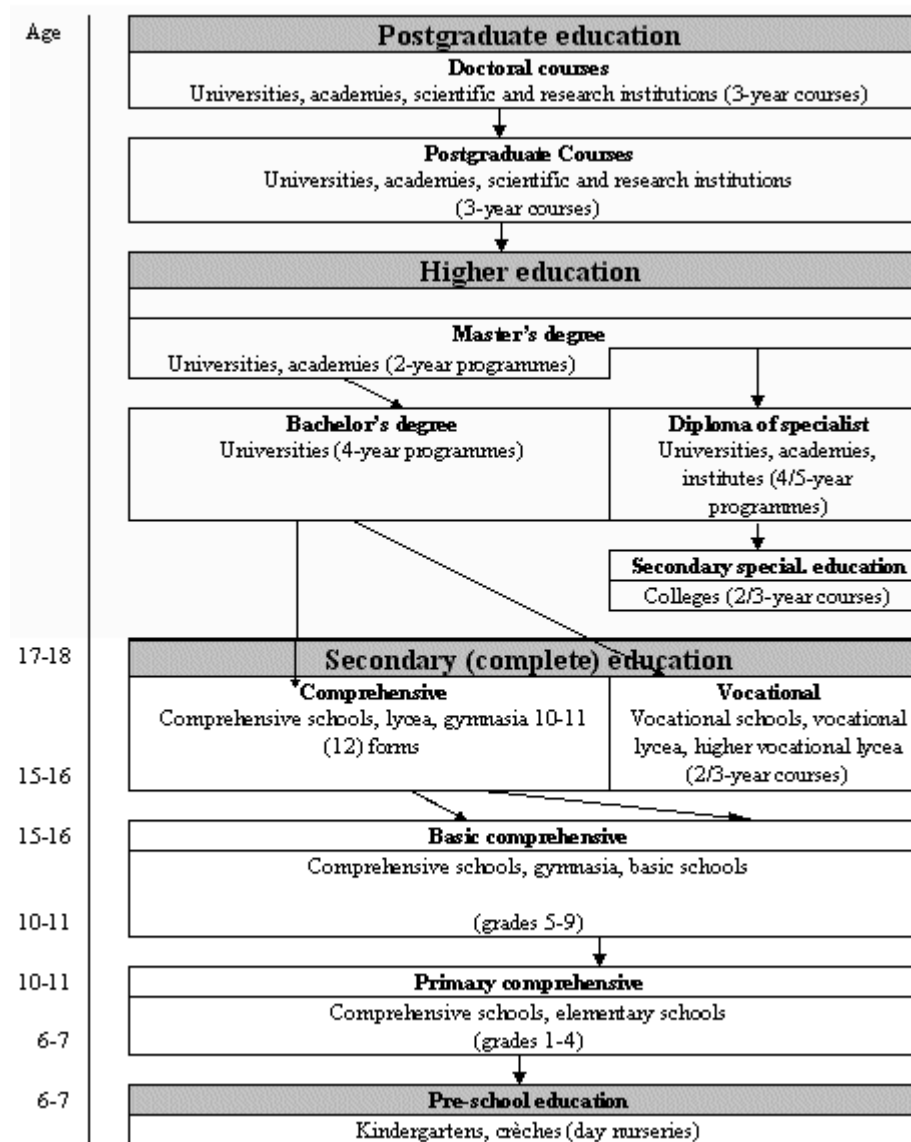 Age
Postgraduate education
Doctoral courses
Universities, academies, scientific and research institutions (3-year courses)
Postgraduate Courses
Universities, academies, scientific and research institutions
(3-year courses)
Higher education
Master's degree
Universities, academies (2-year programmes)
Bachelor's degree
Universities (4-year programmes)
Diploma of specialist
Universities, academies,
institutes (4/5-year
programmes)
Secondary special. education
Colleges (2/3-year courses)
17-18
Secondary (complete) education
Comprehensive
Comprehensive schools, lycea, gymnasia 10-11
(12) forms
Vocational
Vocational schools, vocational
lycea, higher vocational lycea
(2/3-year courses)
15-16
15-16
Basic comprehensive
Comprehensive schools, gymnasia, basic schools
10-11
(grades 5-9)
10-11
Primary comprehensive
Comprehensive schools, elementary schools
6-7
(grades 1-4)
6-7
Pre-school education
Kindergartens, crèches (day nurseries)